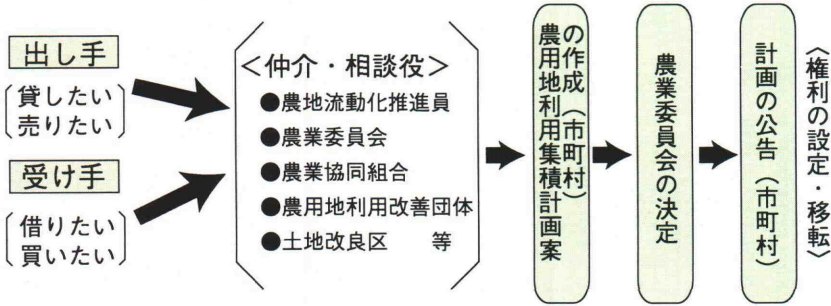 出し手
(貸したい
売りたい)
受け手
(借りたい
買いたい)
<仲介・相談役>
●農地流動化推進員
●農業委員会
●農業協同組合
●農用地利用改善団体
●土地改良区　等
農用地利用集積計画案
の作成(市町村)
農業委員会の決定
計画の公告(市町村)
〈権利の設定・移転〉